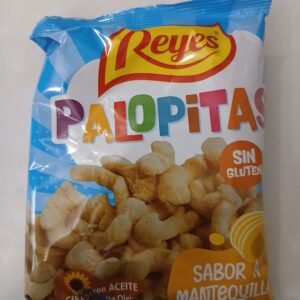 Reyes
PALOPITAS
SIN
GLUTEN
SABOR A
MANTEQUILLA
con ACEITE